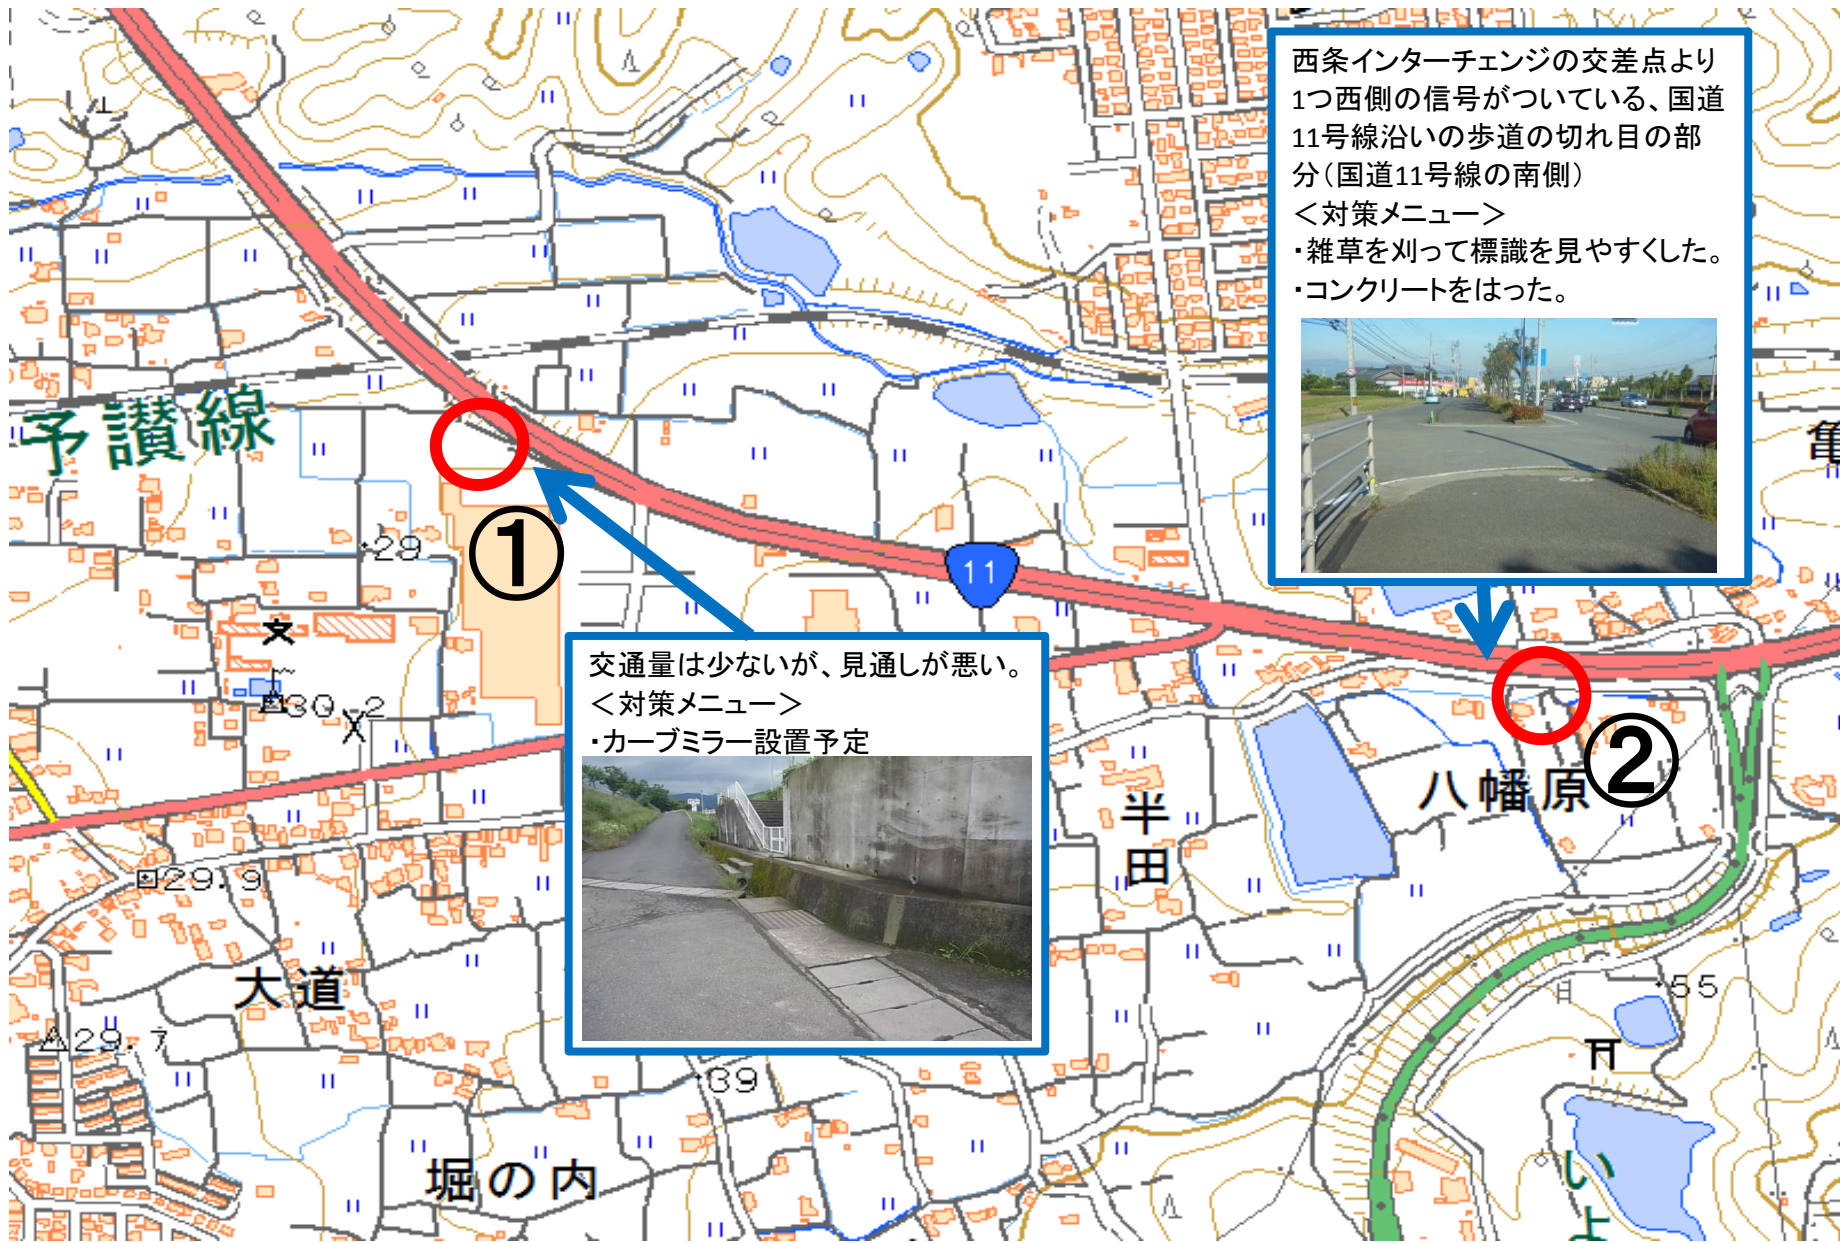 西条インターチェンジの交差点より
1つ西側の信号がついている、国道
11号線沿いの歩道の切れ目の部
分(国道11号線の南側)
<対策メニュー>
・雑草を刈って標識を見やすくした。
・コンクリートをはった。
予讃線
亀
①
29
11
交通量は少ないが、見通しが悪い。
<対策メニュー>
・カーブミラー設置予定
30.2
②
八幡原
半田
29.9
大道
55
29.7
39
堀の内
いよ